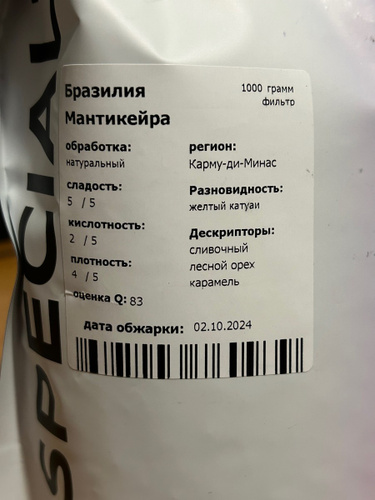 SPECIALT
Бразилия
Мантикейра
1000 грамм
фильтр
обработка:
натуральный
регион:
Карму-ди-Минас
сладость:
5 / 5
Разновидность:
желтый катуаи
кислотность:
2 / 5
Дескрипторы:
сливочный
лесной орех
карамель
плотность:
4 / 5
оценка Q: 83
дата обжарки: 02.10.2024